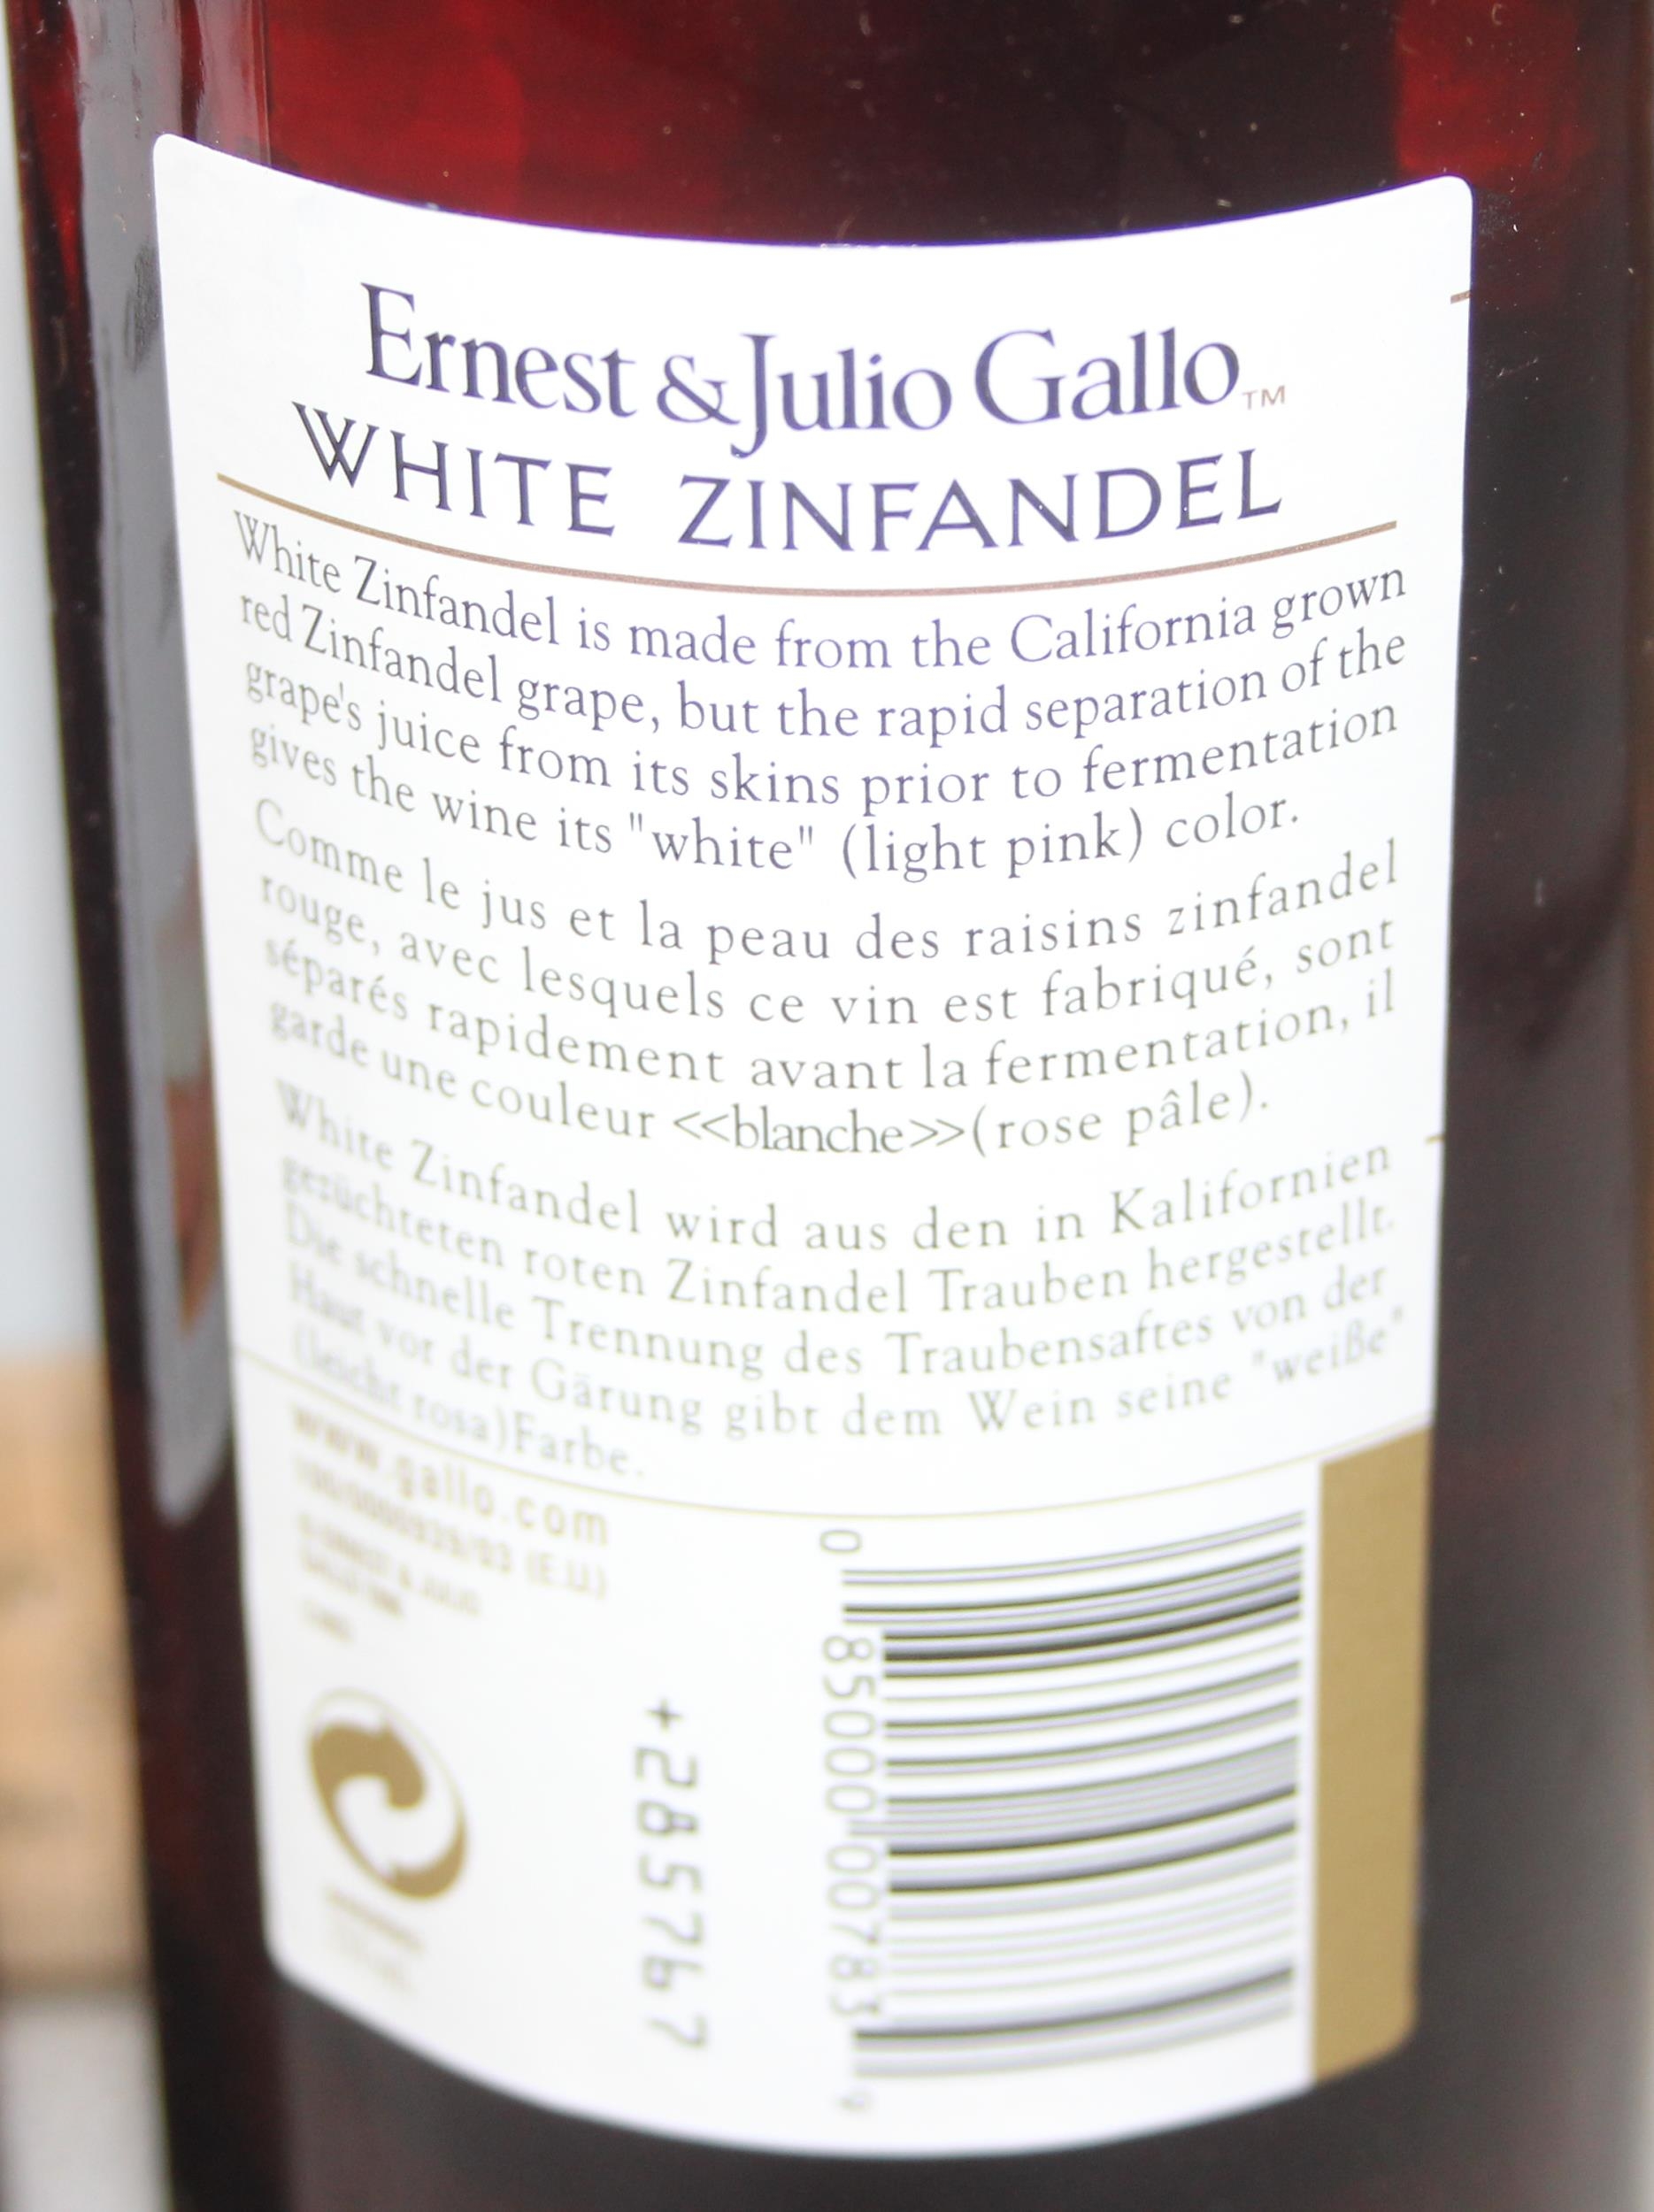 Ernest & Julio Gallo™
WHITE ZINFANDEL
White Zinfandel is made from the California grown
red Zinfandel grape, but the rapid separation of the
grape's juice from its skins prior to fermentation
gives the wine its "white" (light pink) color.
Comme le jus et la peau des raisins zinfandel
rouge, avec lesquels ce vin est fabriqué, sont
séparés rapidement avant la fermentation, il
garde une couleur <<blanche>>(rose pâle).
White Zinfandel wird aus den in Kalifornien
gezüchteten roten Zinfandel Trauben hergestellt.
Die schnelle Trennung des Traubensaftes von der
Haut vor der Gärung gibt dem Wein seine "weiße"
(leicht rosa)Farbe.
www.gallo.com
(E.U.)
© ERNEST & JULIO
+285767
0 85000 00783 9